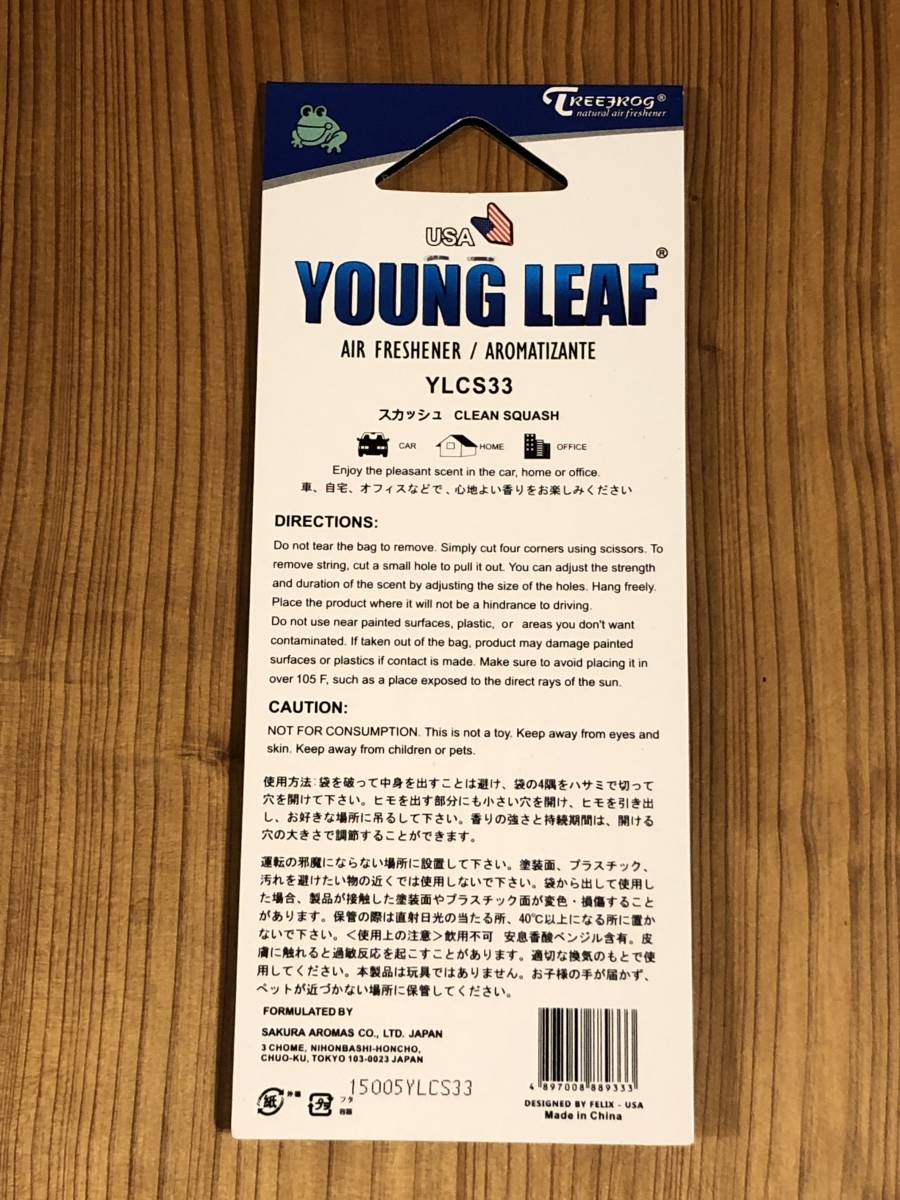 TREEFROG®
natural air freshener
USA
YOUNG LEAF®
AIR FRESHENER / AROMATIZANTE
YLCS33
スカッシュ CLEAN SQUASH
CAR HOME OFFICE
Enjoy the pleasant scent in the car, home or office.
車、自宅、オフィスなどで、心地よい香りをお楽しみください
DIRECTIONS:
Do not tear the bag to remove. Simply cut four corners using scissors. To
remove string, cut a small hole to pull it out. You can adjust the strength
and duration of the scent by adjusting the size of the holes. Hang freely.
Place the product where it will not be a hindrance to driving.
Do not use near painted surfaces, plastic, or areas you don't want
contaminated. If taken out of the bag, product may damage painted
surfaces or plastics if contact is made. Make sure to avoid placing it in
over 105 F, such as a place exposed to the direct rays of the sun.
CAUTION:
NOT FOR CONSUMPTION. This is not a toy. Keep away from eyes and
skin. Keep away from children or pets.
使用方法:袋を破って中身を出すことは避け、袋の4隅をハサミで切って
穴を開けて下さい。ヒモを出す部分にも小さい穴を開け、ヒモを引き出
し、お好きな場所に吊るして下さい。香りの強さと持続期間は、開ける
穴の大きさで調節することができます。
運転の邪魔にならない場所に設置して下さい。塗装面、プラスチック、
汚れを避けたい物の近くでは使用しないで下さい。袋から出して使用し
た場合、製品が接触した塗装面やプラスチック面が変色・損傷すること
があります。保管の際は直射日光の当たる所、40℃以上になる所に置か
ないで下さい。<使用上の注意>飲用不可 安息香酸ベンジル含有。皮
膚に触れると過敏反応を起こすことがあります。適切な換気のもとで使
用してください。本製品は玩具ではありません。お子様の手が届かず、
ペットが近づかない場所に保管してください。
FORMULATED BY
SAKURA AROMAS CO., LTD. JAPAN
3 CHOME, NIHONBASHI-HONCHO,
CHUO-KU, TOKYO 103-0023 JAPAN
紙 外箱 プラ フタ
容器
15005YLCS33
4 897008 889333
DESIGNED BY FELIX - USA
Made in China